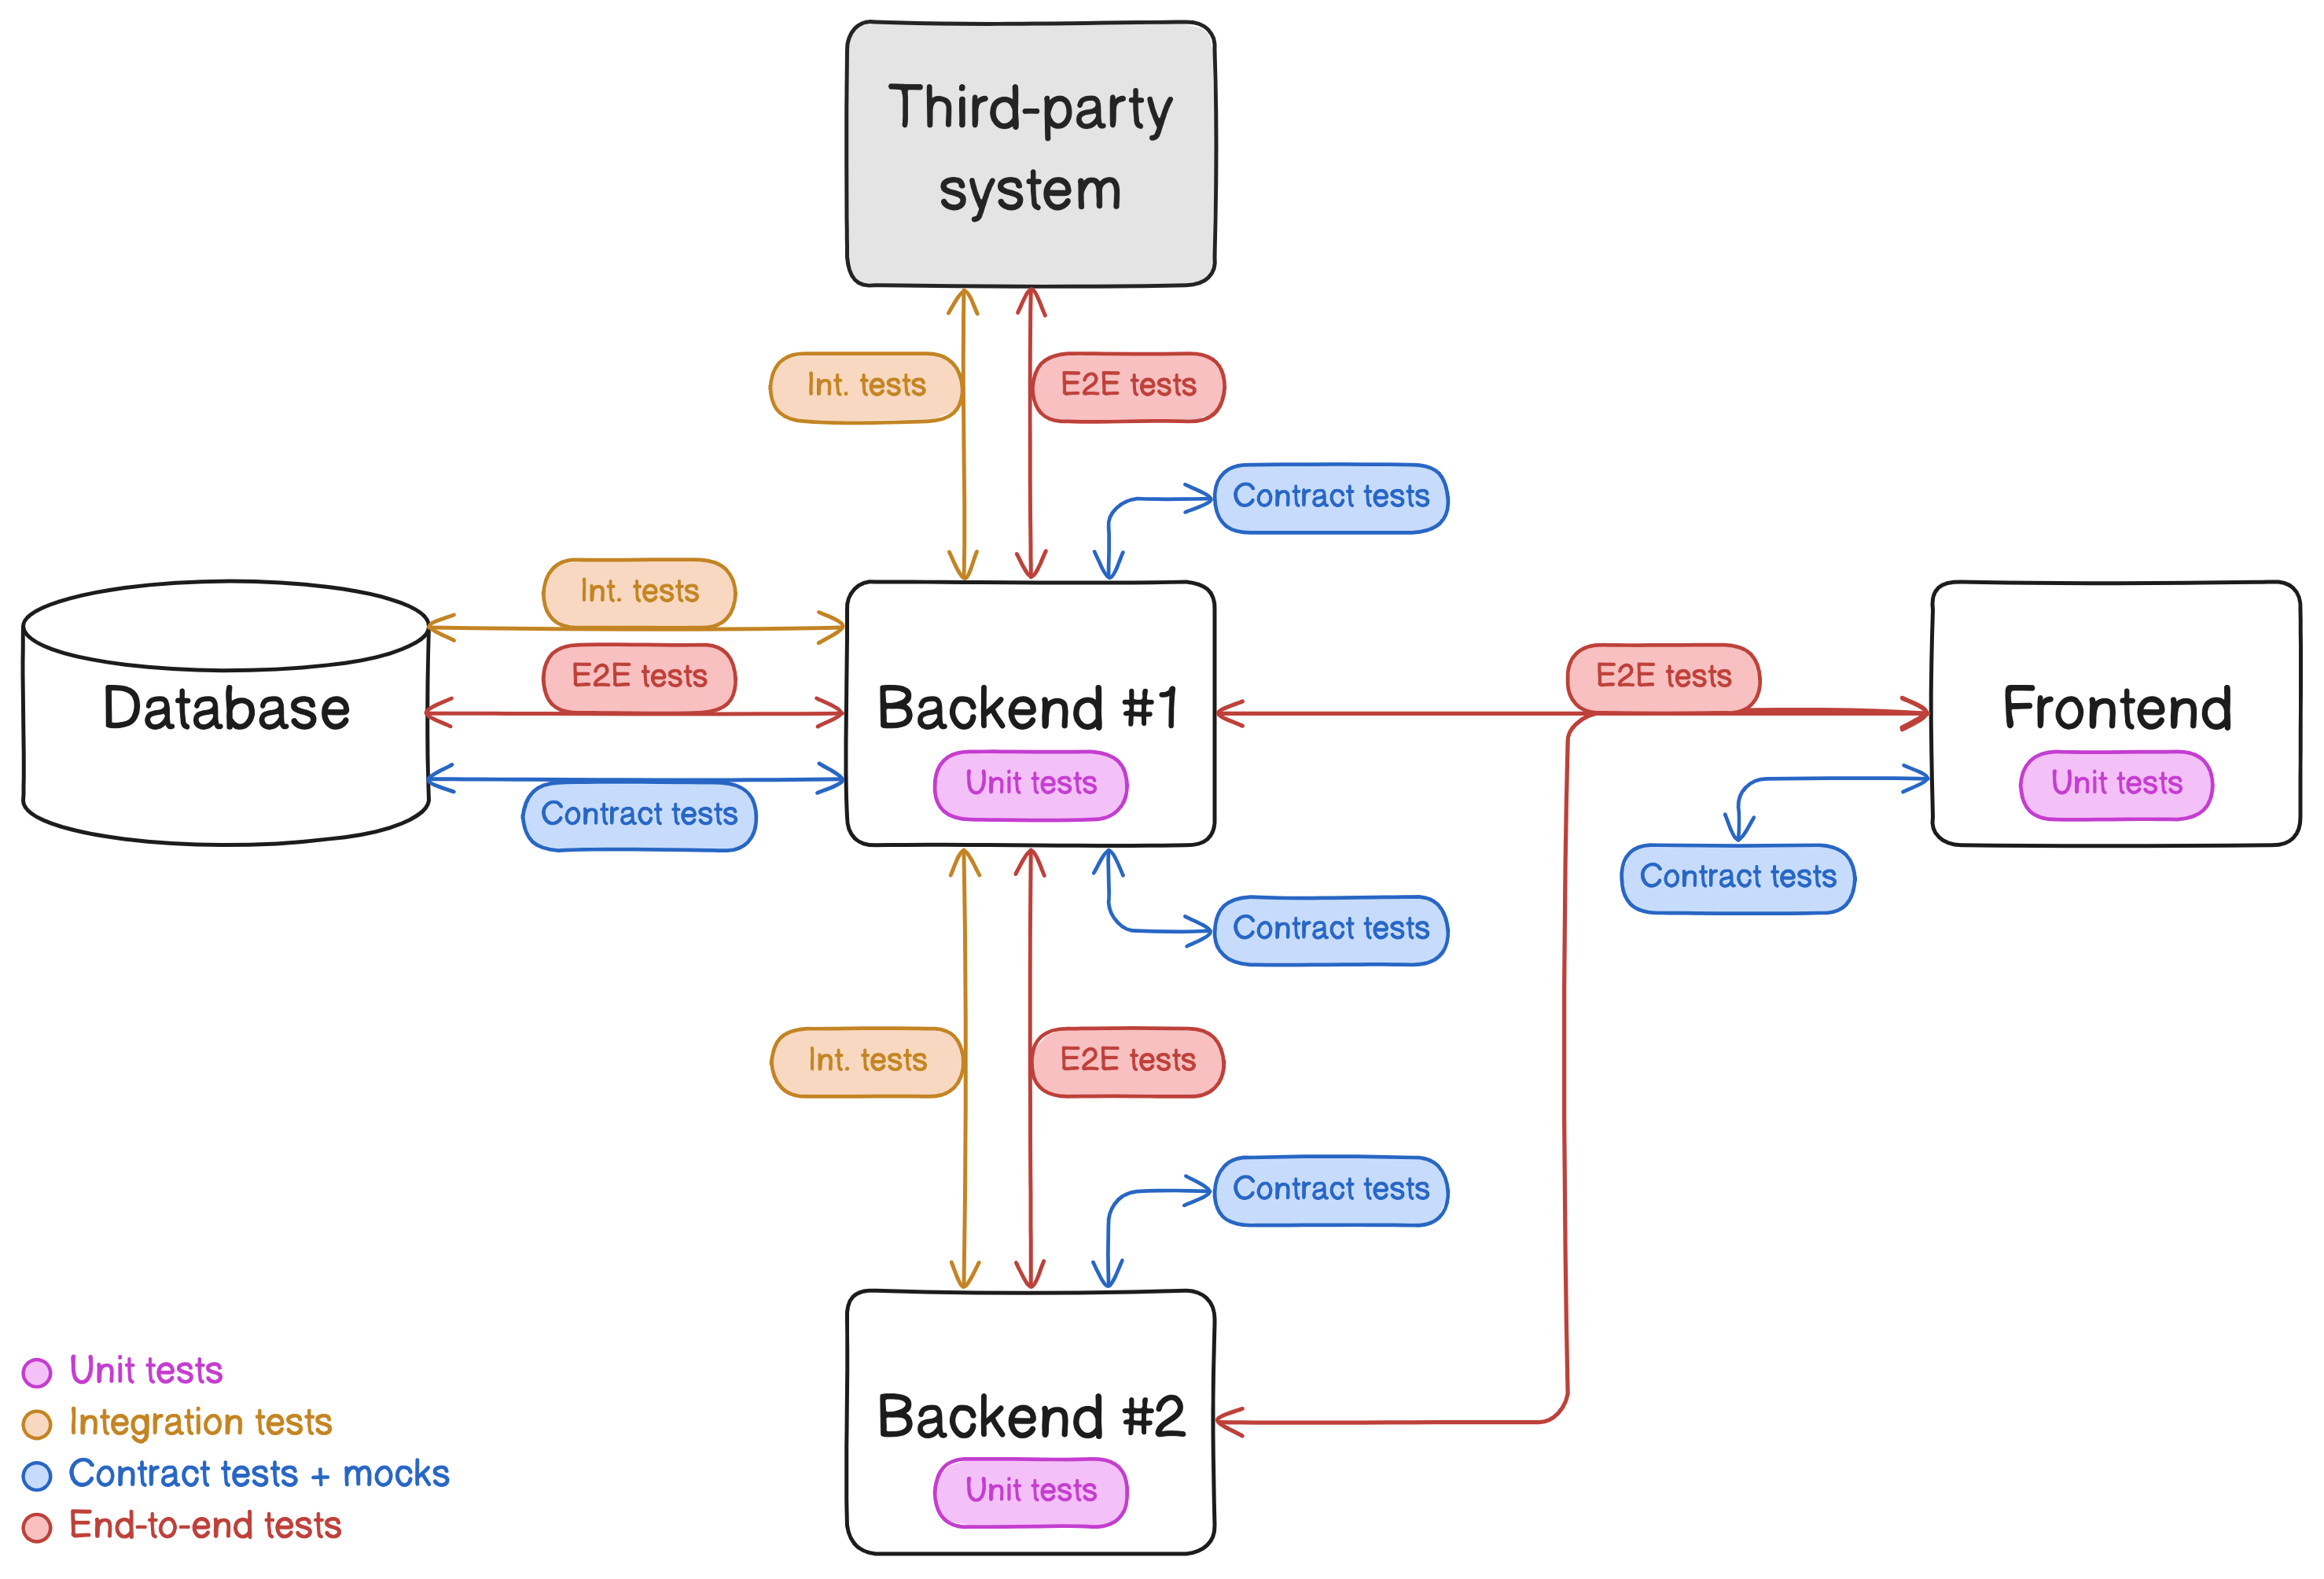 Third-party
system
Int. tests
E2E tests
Contract tests
Int. tests
E2E tests
Contract tests
Database
Backend #1
Unit tests
E2E tests
Frontend
Unit tests
Contract tests
Contract tests
Int. tests
E2E tests
Contract tests
Backend #2
Unit tests
Unit tests
Integration tests
Contract tests + mocks
End-to-end tests